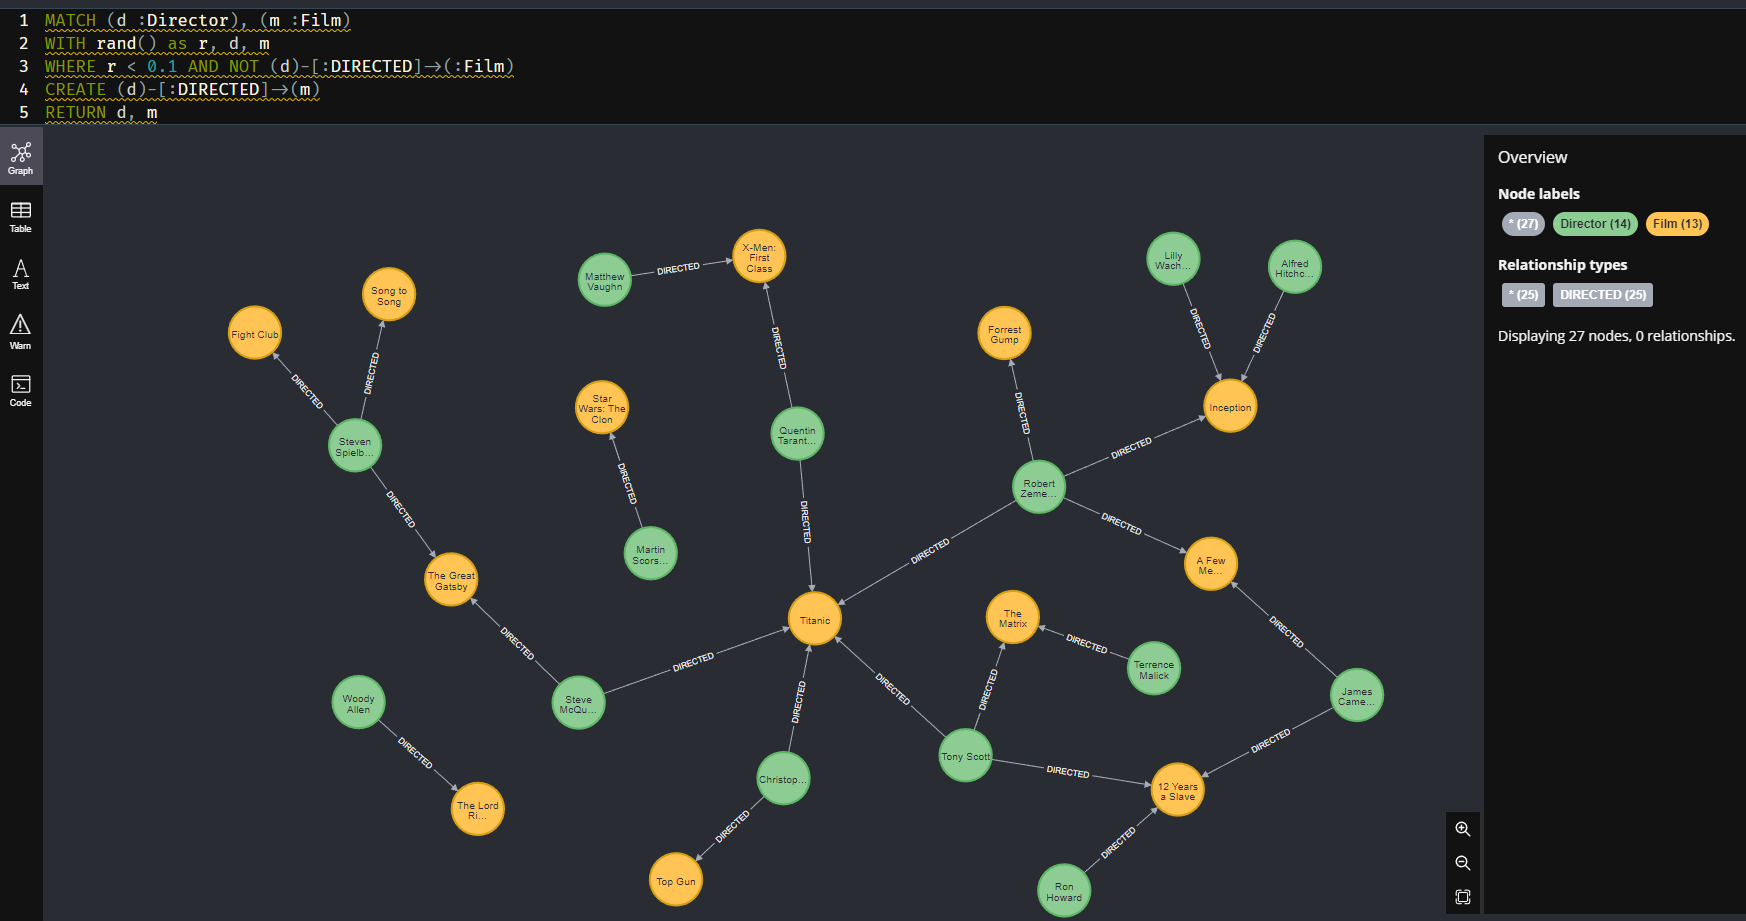 1 MATCH (d :Director), (m :Film)
2 WITH rand() as r, d, m
3 WHERE r < 0.1 AND NOT (d)-[:DIRECTED]→(:Film)
4 CREATE (d)-[:DIRECTED]→(m)
5 RETURN d, m
Graph
Table
Text
Warn
Code
Overview
Node labels
* (27) Director (14) Film (13)
Relationship types
* (25) DIRECTED (25)
Displaying 27 nodes, 0 relationships.
Matthew
Vaughn
DIRECTED
X-Men:
First
Class
Lilly
Wach...
Alfred
Hitchc...
Song to
Song
Fight Club
Forrest
Gump
DIRECTED
DIRECTED
DIRECTED
DIRECTED
DIRECTED
Star
Wars: The
Clon
DIRECTED
Inception
Steven
Spielb...
Quentin
Tarant...
DIRECTED
DIRECTED
DIRECTED
Robert
Zeme...
DIRECTED
DIRECTED
DIRECTED
Martin
Scors...
DIRECTED
A Few
Me...
The Great
Gatsby
Titanic
The
Matrix
DIRECTED
DIRECTED
DIRECTED
DIRECTED
Terrence
Malick
DIRECTED
DIRECTED
DIRECTED
Woody
Allen
Steve
McQu...
James
Came...
DIRECTED
DIRECTED
Christop...
Tony Scott
DIRECTED
12 Years
a Slave
The Lord
Ri...
DIRECTED
DIRECTED
Top Gun
Ron
Howard